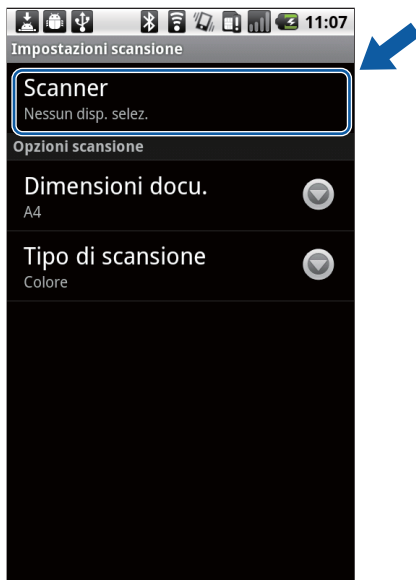 11:07
Impostazioni scansione
Scanner
Nessun disp. selez.
Opzioni scansione
Dimensioni docu.
A4
Tipo di scansione
Colore